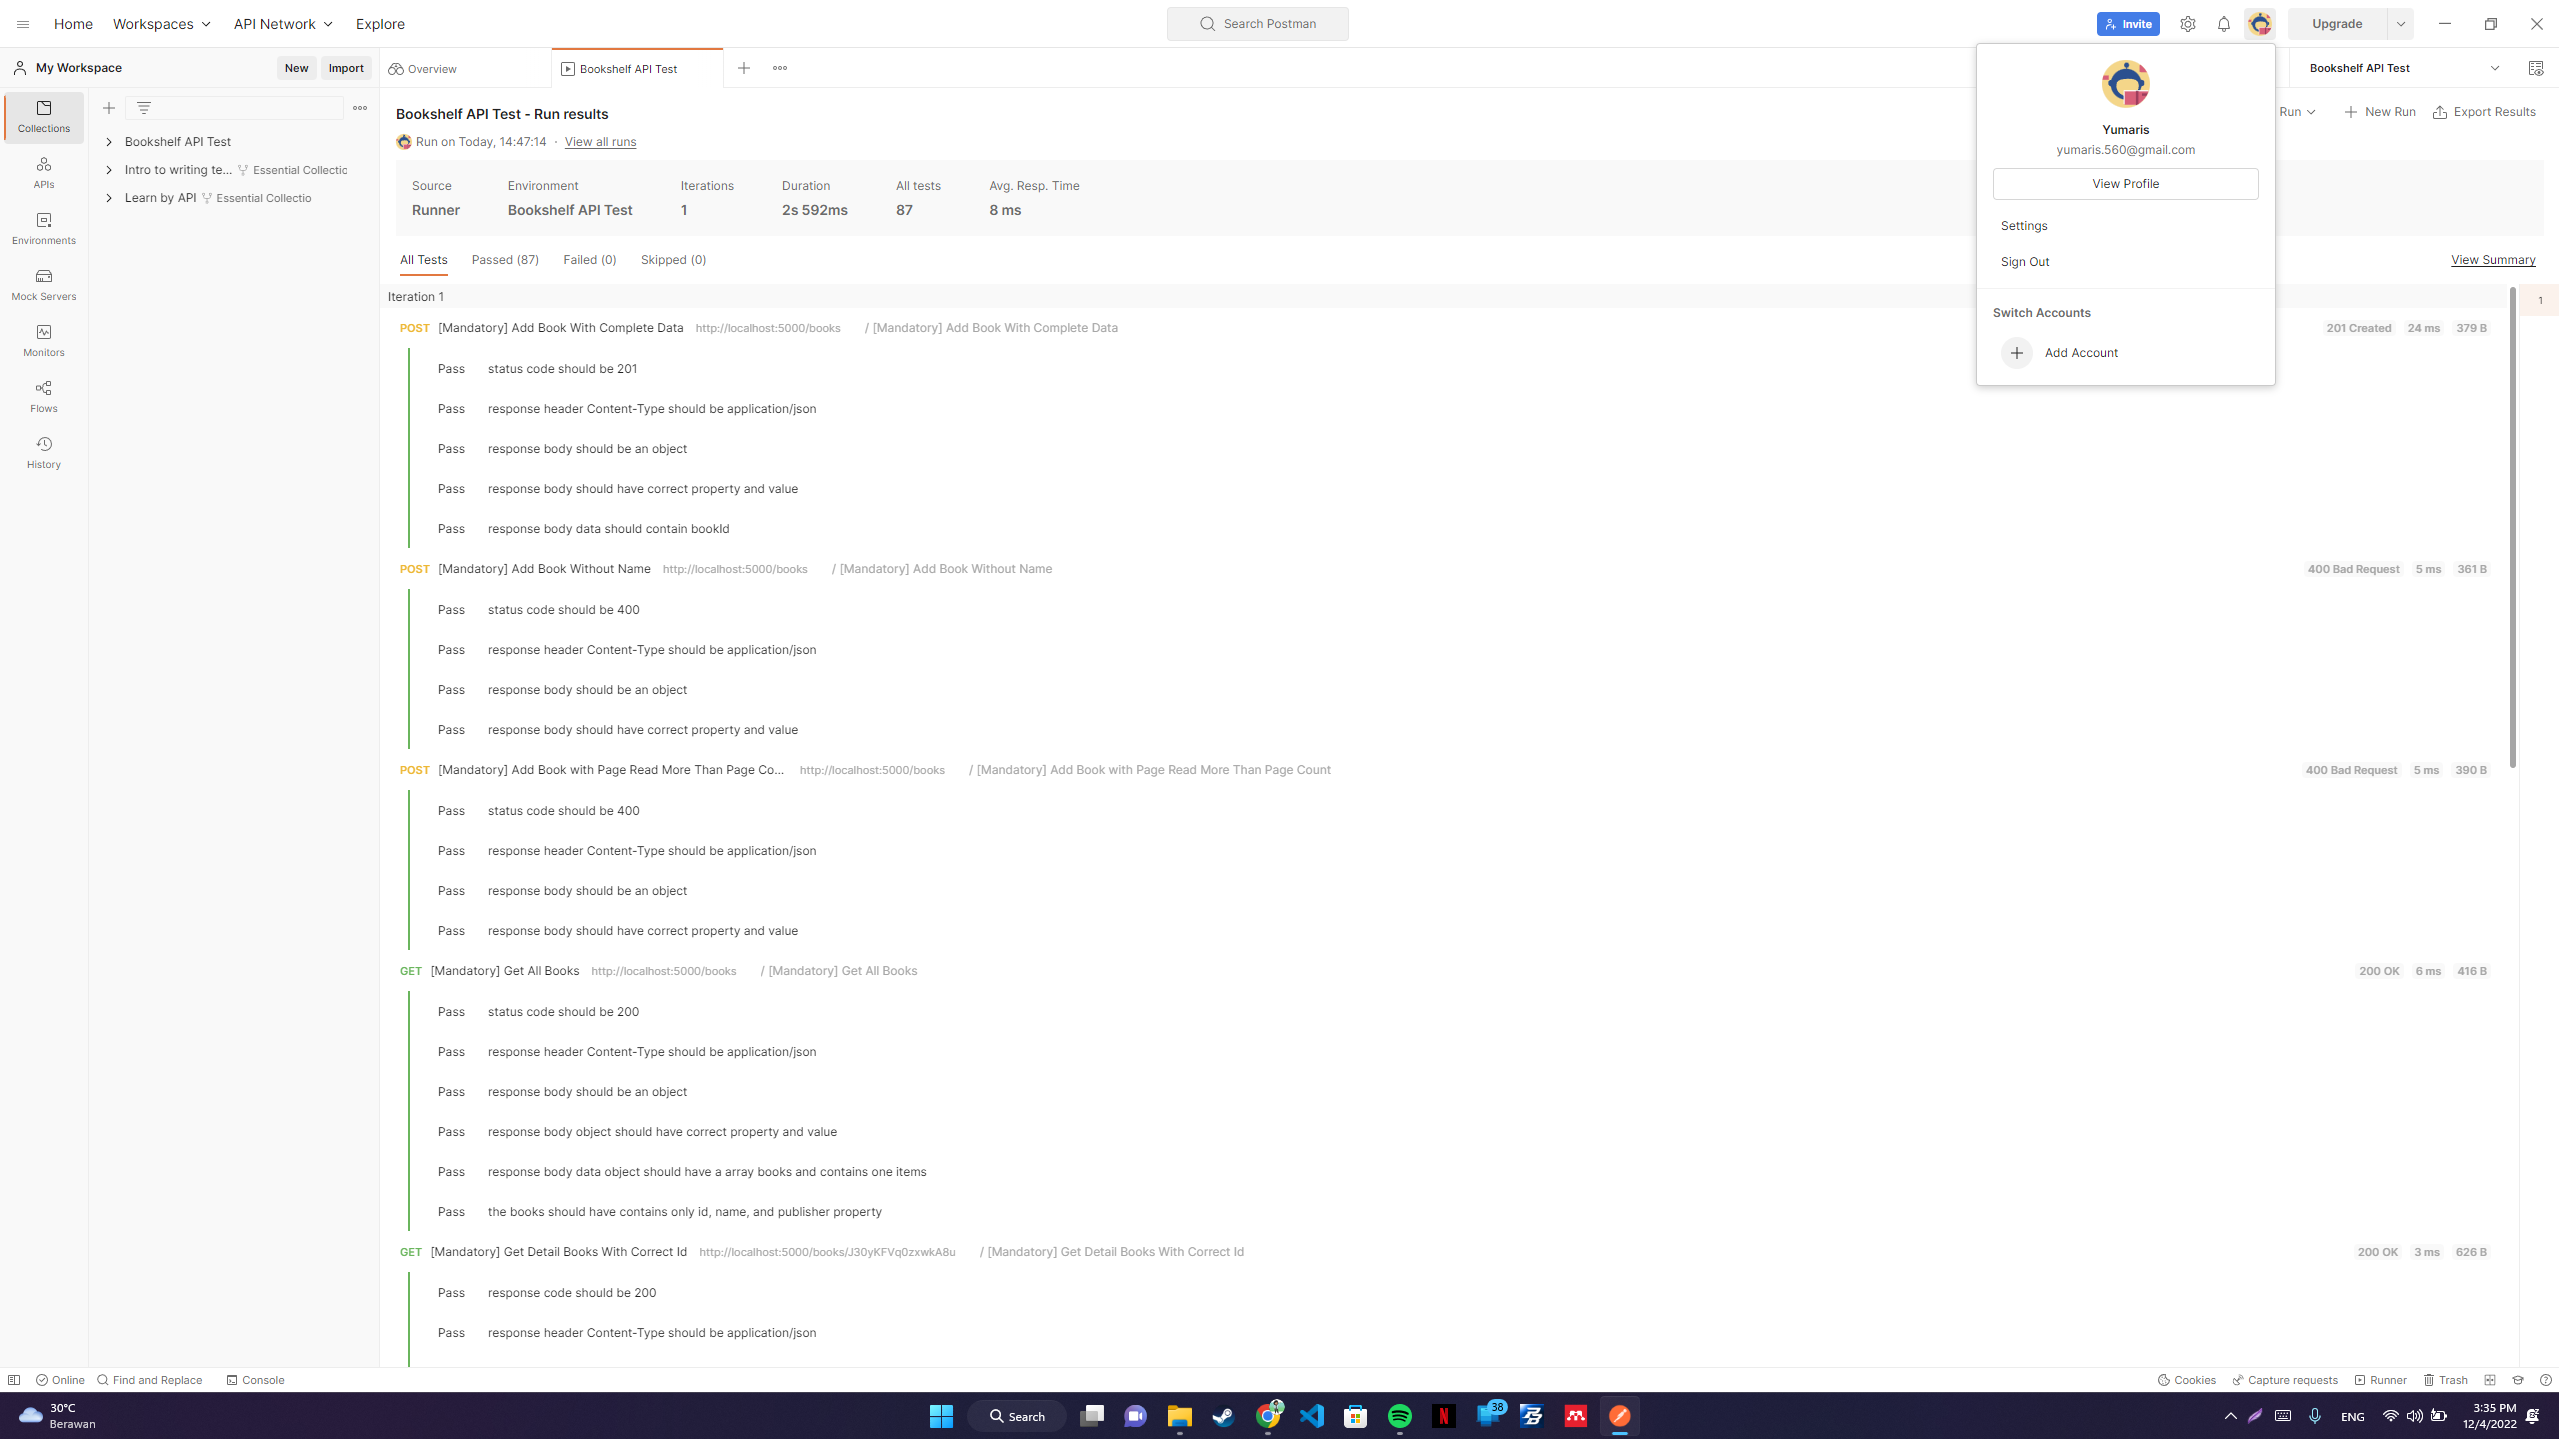 Home Workspaces API Network Explore Search Postman Invite Upgrade
My Workspace New Import Overview Bookshelf API Test Bookshelf API Test
Collections
APIs
Environments
Mock Servers
Monitors
Flows
History
Bookshelf API Test
Intro to writing te... Essential Collectio
Learn by API Essential Collectio
Bookshelf API Test - Run results
Run New Run Export Results
Run on Today, 14:47:14 · View all runs
Source Environment Iterations Duration All tests Avg. Resp. Time
Runner Bookshelf API Test 1 2s 592ms 87 8 ms
All Tests Passed (87) Failed (0) Skipped (0) View Summary
Yumaris
yumaris.560@gmail.com
View Profile
Settings
Sign Out
Switch Accounts
Add Account
Iteration 1
1
POST [Mandatory] Add Book With Complete Data http://localhost:5000/books / [Mandatory] Add Book With Complete Data 201 Created 24 ms 379 B
Pass status code should be 201
Pass response header Content-Type should be application/json
Pass response body should be an object
Pass response body should have correct property and value
Pass response body data should contain bookId
POST [Mandatory] Add Book Without Name http://localhost:5000/books / [Mandatory] Add Book Without Name 400 Bad Request 5 ms 361 B
Pass status code should be 400
Pass response header Content-Type should be application/json
Pass response body should be an object
Pass response body should have correct property and value
POST [Mandatory] Add Book with Page Read More Than Page Co... http://localhost:5000/books / [Mandatory] Add Book with Page Read More Than Page Count 400 Bad Request 5 ms 390 B
Pass status code should be 400
Pass response header Content-Type should be application/json
Pass response body should be an object
Pass response body should have correct property and value
GET [Mandatory] Get All Books http://localhost:5000/books / [Mandatory] Get All Books 200 OK 6 ms 416 B
Pass status code should be 200
Pass response header Content-Type should be application/json
Pass response body should be an object
Pass response body object should have correct property and value
Pass response body data object should have a array books and contains one items
Pass the books should have contains only id, name, and publisher property
GET [Mandatory] Get Detail Books With Correct Id http://localhost:5000/books/J30yKFVq0zxwkA8u / [Mandatory] Get Detail Books With Correct Id 200 OK 3 ms 626 B
Pass response code should be 200
Pass response header Content-Type should be application/json
Online Find and Replace Console Cookies Capture requests Runner Trash
30°C
Berawan
Search
38
ENG
3:35 PM
12/4/2022